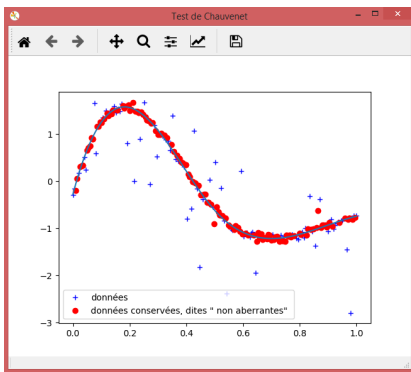 Test de Chauvenet
1
0
−1
−2
−3
0.0 0.2 0.4 0.6 0.8 1.0
données
données conservées, dites " non aberrantes"